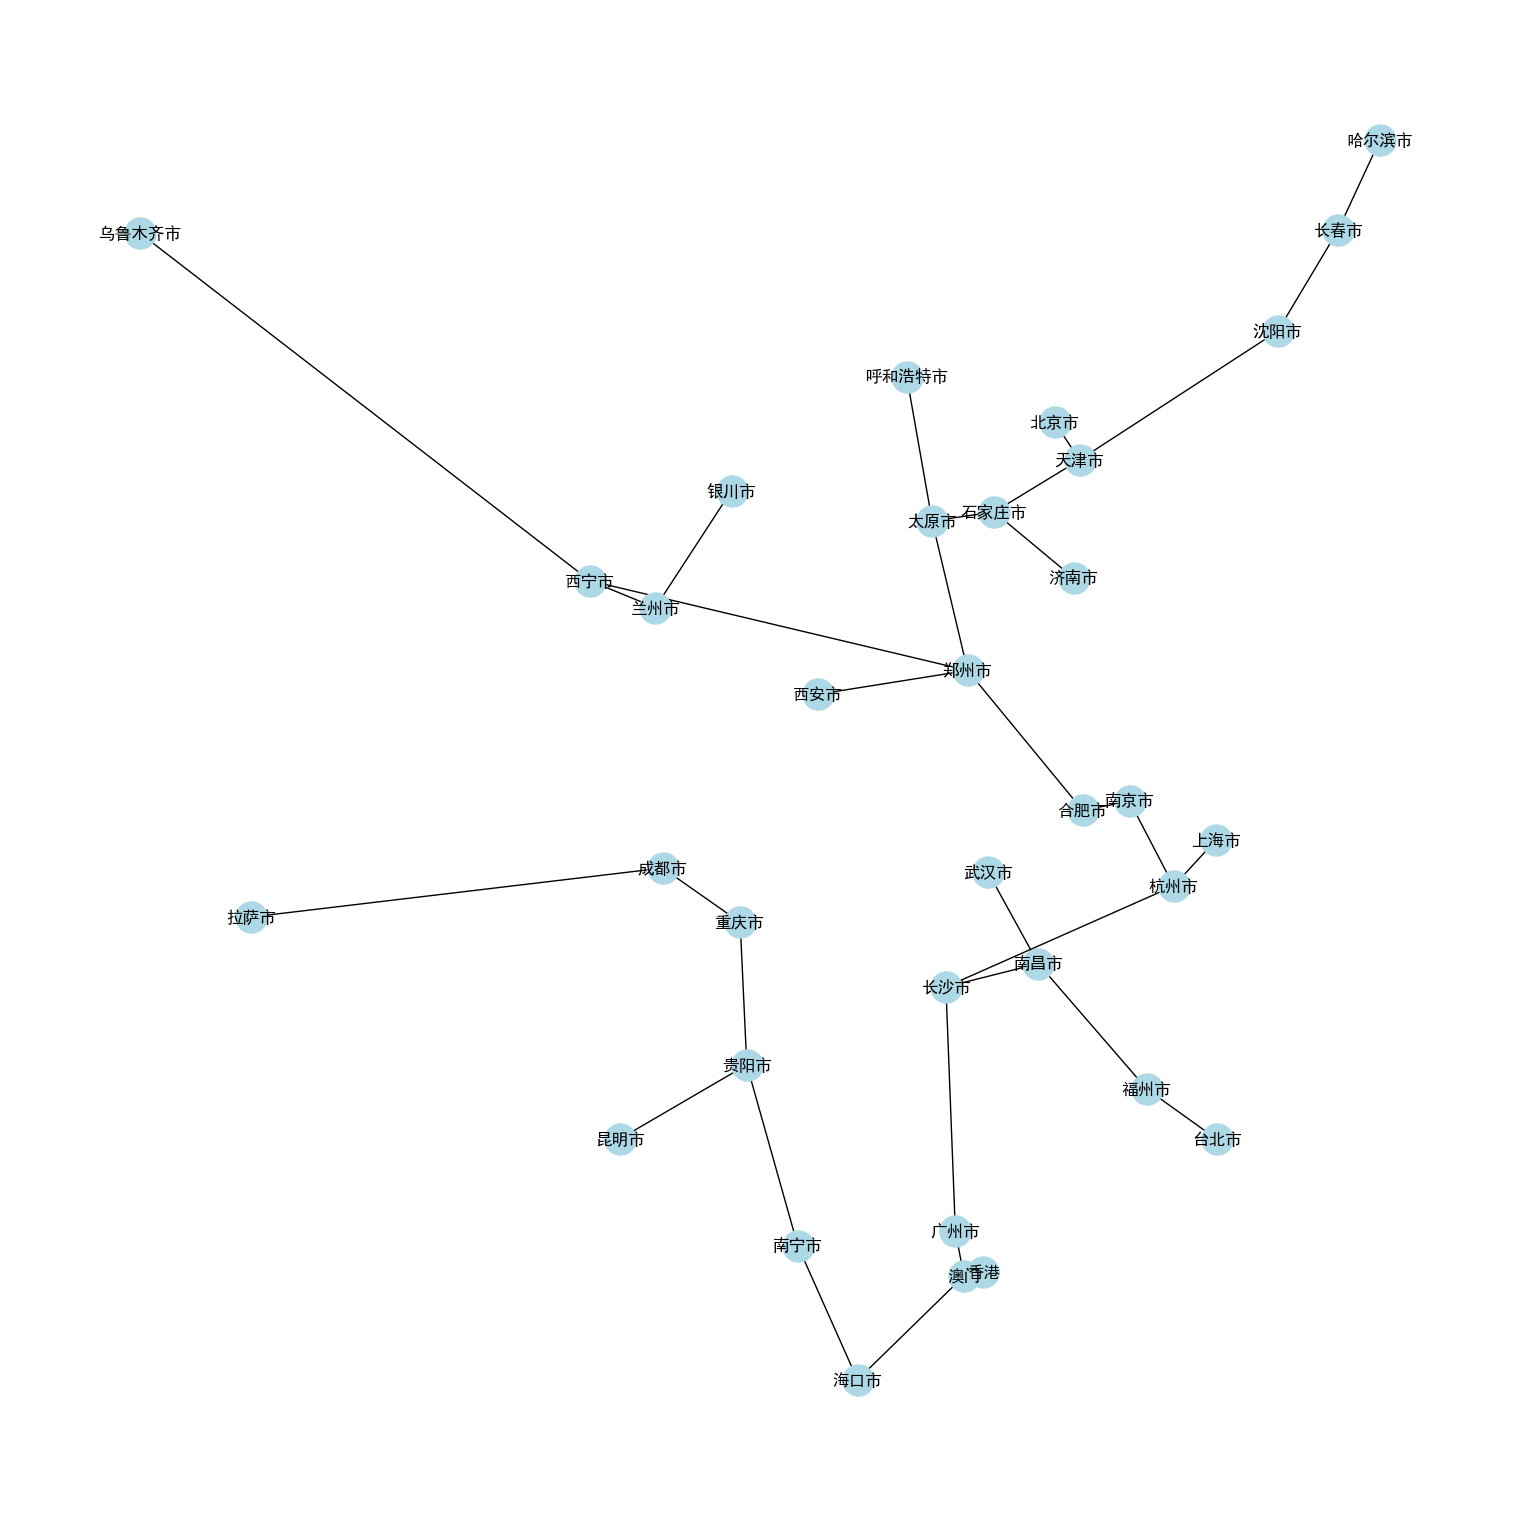 哈尔滨市
长春市
乌鲁木齐市
沈阳市
呼和浩特市
北京市
天津市
银川市
石家庄市
太原市
济南市
西宁市
兰州市
郑州市
西安市
南京市
合肥市
上海市
成都市
武汉市
杭州市
拉萨市
重庆市
南昌市
长沙市
贵阳市
福州市
昆明市
台北市
广州市
南宁市
香港
澳门
海口市